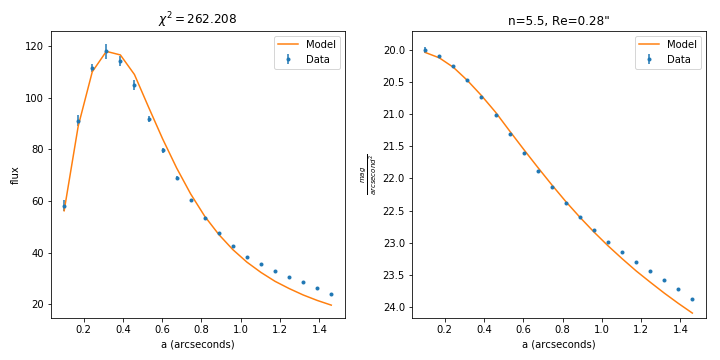 χ² = 262.208
Model
Data
flux
120
100
80
60
40
20
0.2 0.4 0.6 0.8 1.0 1.2 1.4
a (arcseconds)
n=5.5, Re=0.28"
Model
Data
mag/arcsecond²
20.0
20.5
21.0
21.5
22.0
22.5
23.0
23.5
24.0
0.2 0.4 0.6 0.8 1.0 1.2 1.4
a (arcseconds)